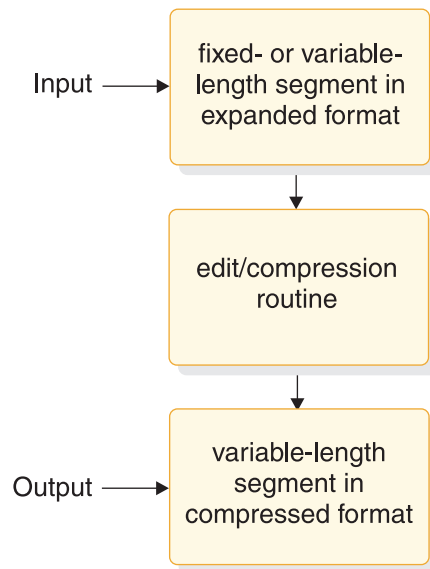 Input
fixed- or variable-
length segment in
expanded format
edit/compression
routine
Output
variable-length
segment in
compressed format